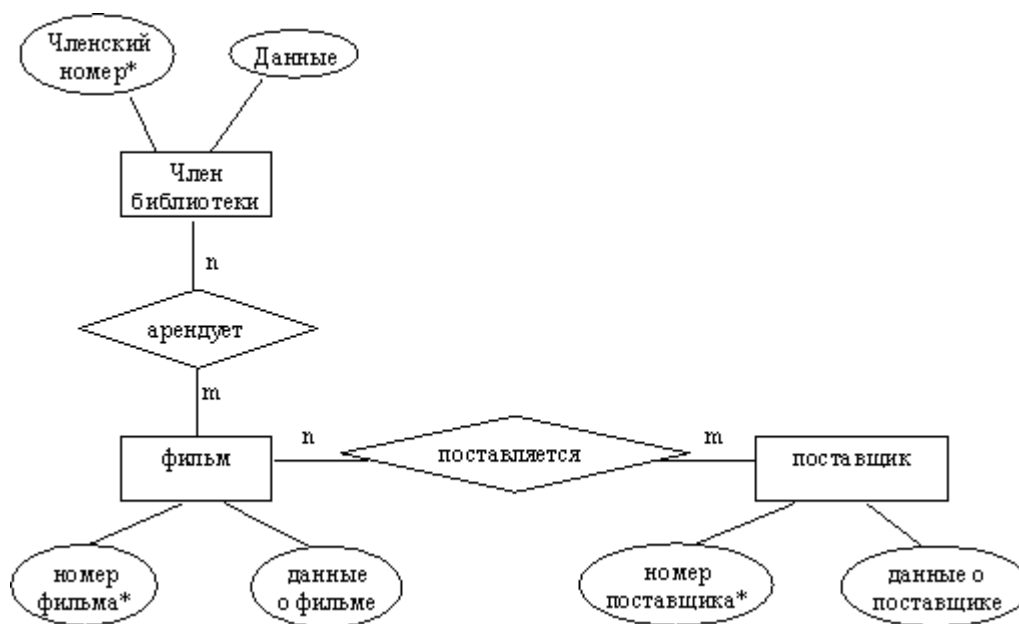 Членский
номер*
Данные
Член
библиотеки
n
арендует
m
фильм
n
поставляется
m
поставщик
номер
фильма*
данные
о фильме
номер
поставщика*
данные о
поставщике